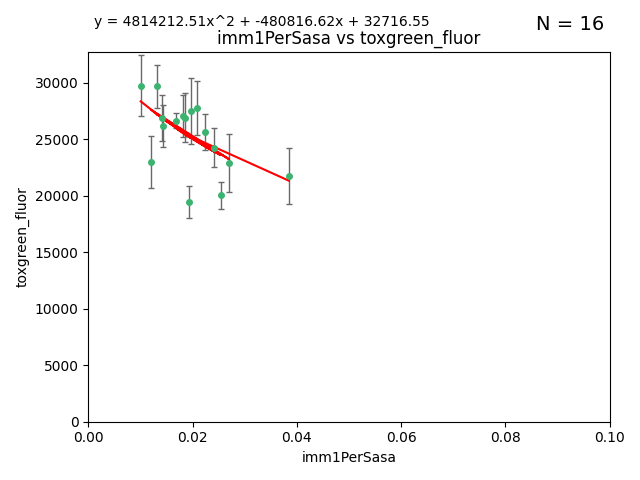 y = 4814212.51x^2 + -480816.62x + 32716.55
N = 16
imm1PerSasa vs toxgreen_fluor
30000
25000
20000
15000
10000
5000
0
toxgreen_fluor
0.00 0.02 0.04 0.06 0.08 0.10
imm1PerSasa